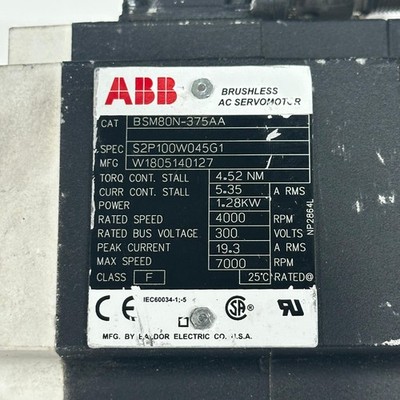 ABB
BRUSHLESS
AC SERVOMOTOR
CAT BSM80N-375AA
SPEC S2P100W045G1
MFG W1805140127
TORQ CONT. STALL 4.52 NM
CURR CONT. STALL 5.35 A RMS
POWER 1.28KW
RATED SPEED 4000 RPM
RATED BUS VOLTAGE 300 VOLTS
PEAK CURRENT 19.3 A RMS
MAX SPEED 7000 RPM
CLASS F 25°C RATED@
NP2864L
CE IEC60034-1;-5 SA UR
MFG. BY BALDOR ELECTRIC CO. U.S.A.